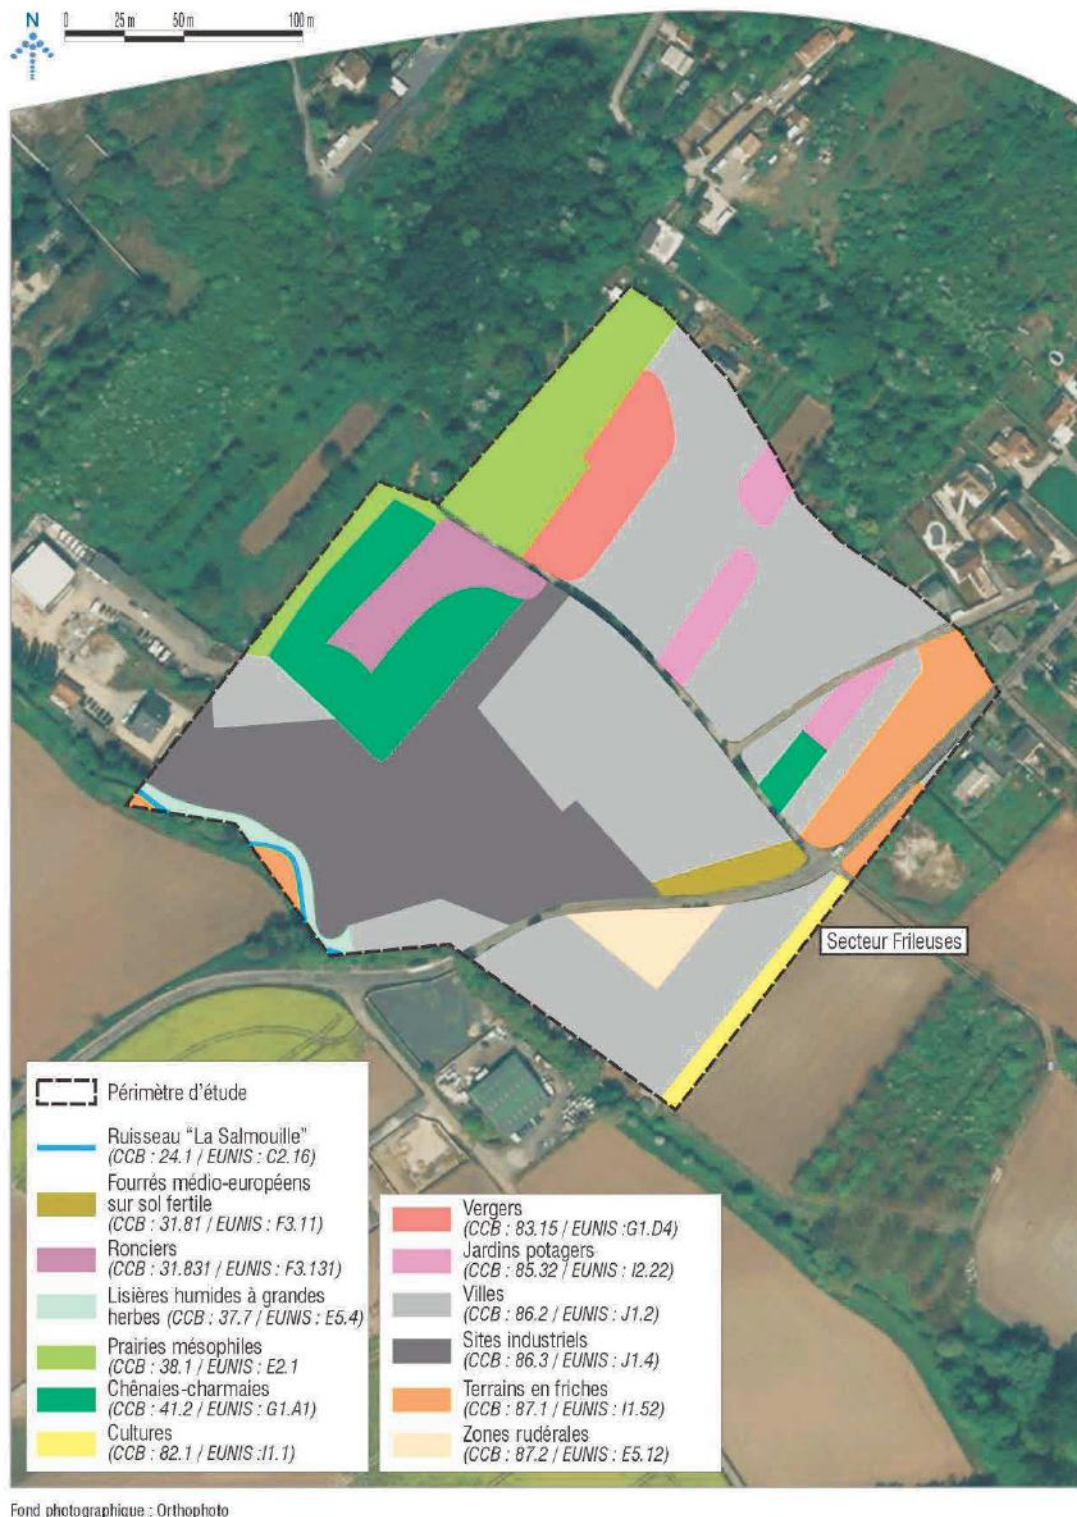 N
0 25 m 50 m 100 m
Secteur Frileuses
Périmètre d'étude
Ruisseau "La Salmouille"
(CCB : 24.1 / EUNIS : C2.16)
Fourrés médio-européens
sur sol fertile
(CCB : 31.81 / EUNIS : F3.11)
Ronciers
(CCB : 31.831 / EUNIS : F3.131)
Lisières humides à grandes
herbes (CCB : 37.7 / EUNIS : E5.4)
Prairies mésophiles
(CCB : 38.1 / EUNIS : E2.1
Chênaies-charmaies
(CCB : 41.2 / EUNIS : G1.A1)
Cultures
(CCB : 82.1 / EUNIS :I1.1)
Vergers
(CCB : 83.15 / EUNIS :G1.D4)
Jardins potagers
(CCB : 85.32 / EUNIS : I2.22)
Villes
(CCB : 86.2 / EUNIS : J1.2)
Sites industriels
(CCB : 86.3 / EUNIS : J1.4)
Terrains en friches
(CCB : 87.1 / EUNIS : I1.52)
Zones rudérales
(CCB : 87.2 / EUNIS : E5.12)
Fond photographique : Orthophoto